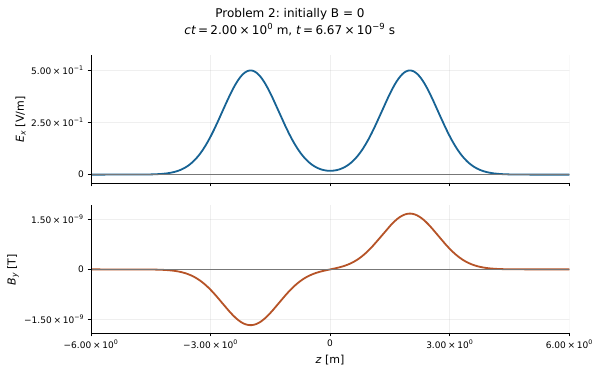 Problem 2: initially B = 0
ct = 2.00 × 10⁰ m, t = 6.67 × 10⁻⁹ s
5.00 × 10⁻¹
2.50 × 10⁻¹
0
Eₓ [V/m]
1.50 × 10⁻⁹
0
−1.50 × 10⁻⁹
B_y [T]
−6.00 × 10⁰
−3.00 × 10⁰
0
3.00 × 10⁰
6.00 × 10⁰
z [m]